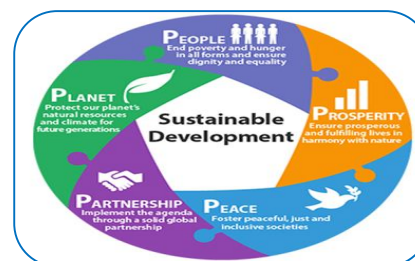 PEOPLE
End poverty and hunger
in all forms and ensure
dignity and equality
PROSPERITY
Ensure prosperous
and fulfilling lives in
harmony with nature
PEACE
Foster peaceful, just and
inclusive societies
PARTNERSHIP
Implement the agenda
through a solid global
partnership
PLANET
Protect our planet's
natural resources
and climate for
future generations
Sustainable
Development